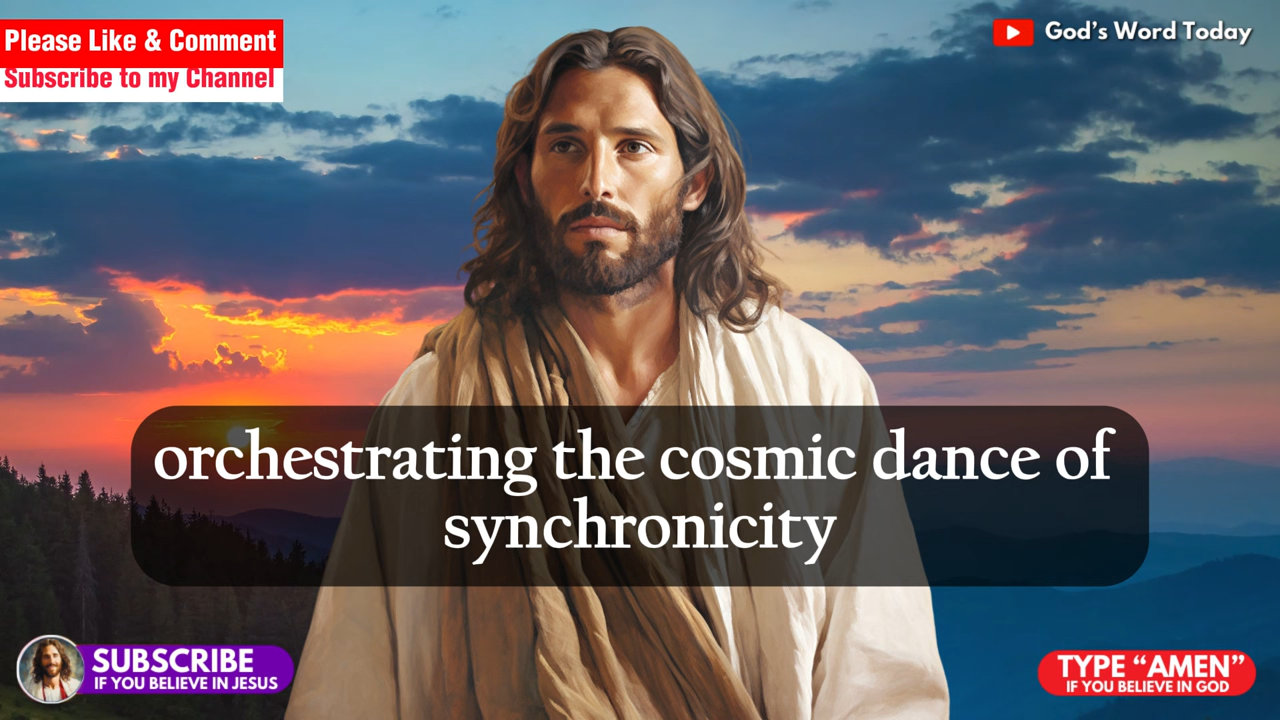 Please Like & Comment
Subscribe to my Channel
God's Word Today
orchestrating the cosmic dance of
synchronicity
SUBSCRIBE
IF YOU BELIEVE IN JESUS
TYPE “AMEN”
IF YOU BELIEVE IN GOD